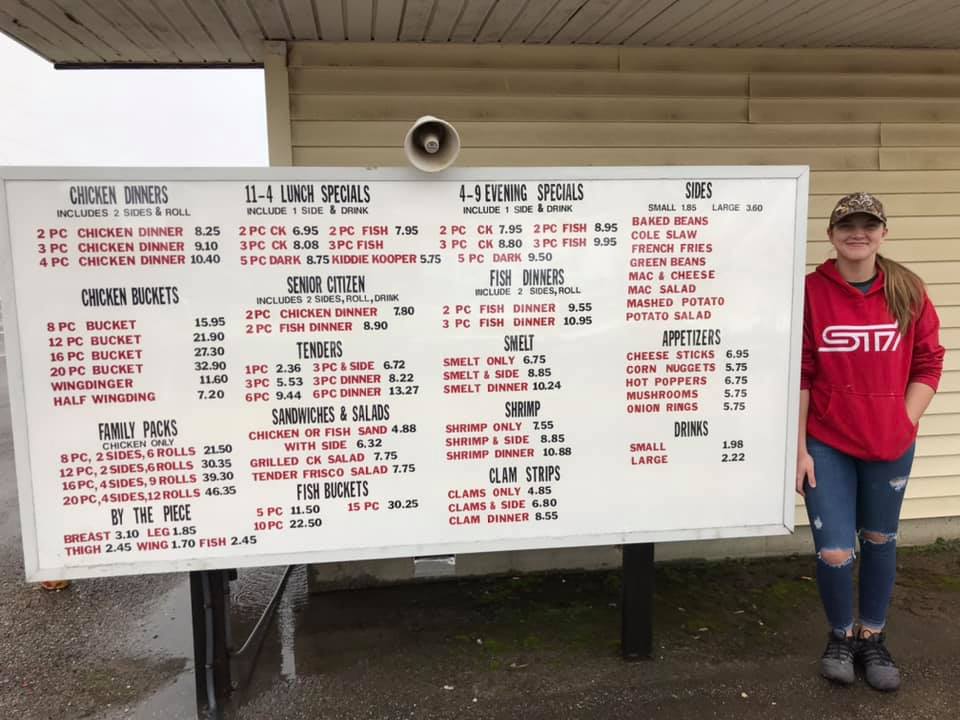 CHICKEN DINNERS
INCLUDES 2 SIDES & ROLL
2 PC CHICKEN DINNER 8.25
3 PC CHICKEN DINNER 9.10
4 PC CHICKEN DINNER 10.40
CHICKEN BUCKETS
8 PC BUCKET 15.95
12 PC BUCKET 21.90
16 PC BUCKET 27.30
20 PC BUCKET 32.90
WINGDINGER 11.60
HALF WINGDING 7.20
FAMILY PACKS
CHICKEN ONLY
8 PC, 2 SIDES, 6 ROLLS 21.50
12 PC, 2 SIDES, 6 ROLLS 30.35
16 PC, 4 SIDES, 9 ROLLS 39.30
20 PC, 4 SIDES, 12 ROLLS 46.35
BY THE PIECE
BREAST 3.10 LEG 1.85
THIGH 2.45 WING 1.70 FISH 2.45
11-4 LUNCH SPECIALS
INCLUDE 1 SIDE & DRINK
2 PC CK 6.95 2 PC FISH 7.95
3 PC CK 8.08 3 PC FISH
5 PC DARK 8.75 KIDDIE KOOPER 5.75
SENIOR CITIZEN
INCLUDES 2 SIDES, ROLL, DRINK
2 PC CHICKEN DINNER 7.80
2 PC FISH DINNER 8.90
TENDERS
1PC 2.36 3 PC & SIDE 6.72
3 PC 5.53 3 PC DINNER 8.22
6 PC 9.44 6 PC DINNER 13.27
SANDWICHES & SALADS
CHICKEN OR FISH SAND 4.88
WITH SIDE 6.32
GRILLED CK SALAD 7.75
TENDER FRISCO SALAD 7.75
FISH BUCKETS
5 PC 11.50 15 PC 30.25
10 PC 22.50
4-9 EVENING SPECIALS
INCLUDE 1 SIDE & DRINK
2 PC CK 7.95 2 PC FISH 8.95
3 PC CK 8.80 3 PC FISH 9.95
5 PC DARK 9.50
FISH DINNERS
INCLUDE 2 SIDES, ROLL
2 PC FISH DINNER 9.55
3 PC FISH DINNER 10.95
SMELT
SMELT ONLY 6.75
SMELT & SIDE 8.85
SMELT DINNER 10.24
SHRIMP
SHRIMP ONLY 7.55
SHRIMP & SIDE 8.85
SHRIMP DINNER 10.88
CLAM STRIPS
CLAMS ONLY 4.85
CLAMS & SIDE 6.80
CLAM DINNER 8.55
SIDES
SMALL 1.85 LARGE 3.60
BAKED BEANS
COLE SLAW
FRENCH FRIES
GREEN BEANS
MAC & CHEESE
MAC SALAD
MASHED POTATO
POTATO SALAD
APPETIZERS
CHEESE STICKS 6.95
CORN NUGGETS 5.75
HOT POPPERS 6.75
MUSHROOMS 5.75
ONION RINGS 5.75
DRINKS
SMALL 1.98
LARGE 2.22
STI